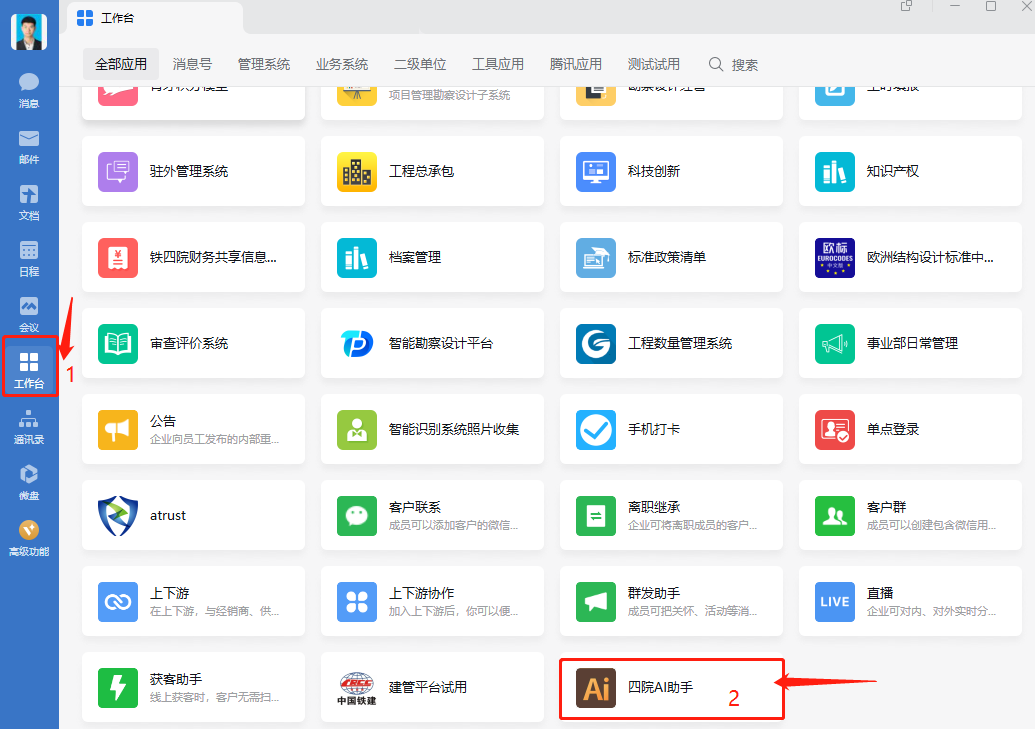 工作台
全部应用
消息号
管理系统
业务系统
二级单位
工具应用
腾讯应用
测试试用
搜索
消息
邮件
文档
日程
会议
工作台
1
通讯录
微盘
高级功能
项目管理勘察设计子系统
驻外管理系统
工程总承包
科技创新
知识产权
铁四院财务共享信息...
档案管理
标准政策清单
欧标
EUROCODES
中文版
欧洲结构设计标准中...
审查评价系统
智能勘察设计平台
工程数量管理系统
事业部日常管理
公告
企业向员工发布的内部重...
智能识别系统照片收集
手机打卡
单点登录
atrust
客户联系
成员可以添加客户的微信...
离职继承
企业可将离职成员的客户...
客户群
成员可以创建包含微信用...
上下游
在上下游，与经销商、供...
上下游协作
加入上下游后，你可以便...
群发助手
成员可把关怀、活动等消...
LIVE
直播
企业可对内、对外实时分...
获客助手
线上获客时，客户无需扫...
CRCC
中国铁建
建管平台试用
Ai
四院AI助手
2